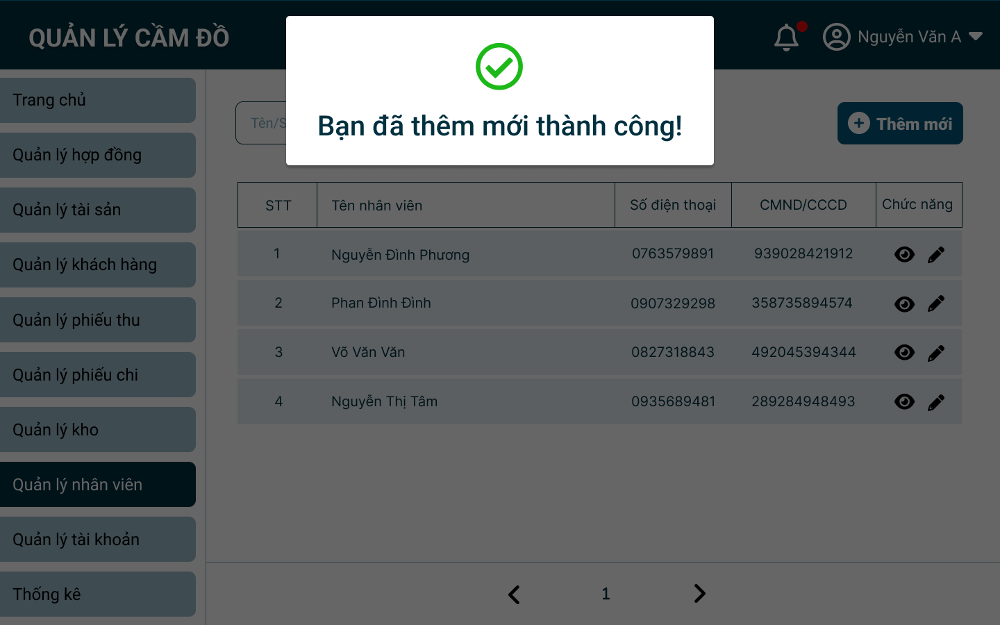 QUẢN LÝ CẦM ĐỒ
Nguyễn Văn A
Bạn đã thêm mới thành công!
Trang chủ
Quản lý hợp đồng
Quản lý tài sản
Quản lý khách hàng
Quản lý phiếu thu
Quản lý phiếu chi
Quản lý kho
Quản lý nhân viên
Quản lý tài khoản
Thống kê
Tên/S
Thêm mới
STT Tên nhân viên Số điện thoại CMND/CCCD Chức năng
1 Nguyễn Đình Phương 0763579891 939028421912
2 Phan Đình Đình 0907329298 358735894574
3 Võ Văn Văn 0827318843 492045394344
4 Nguyễn Thị Tâm 0935689481 289284948493
1